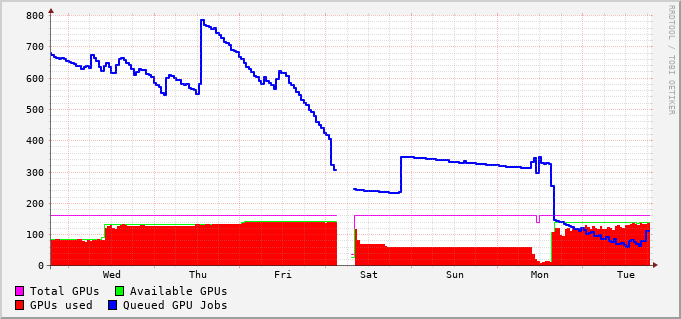 800
700
600
500
400
300
200
100
0
Wed Thu Fri Sat Sun Mon Tue
Total GPUs Available GPUs
GPUs used Queued GPU Jobs
RRDTOOL / TOBI OETIKER